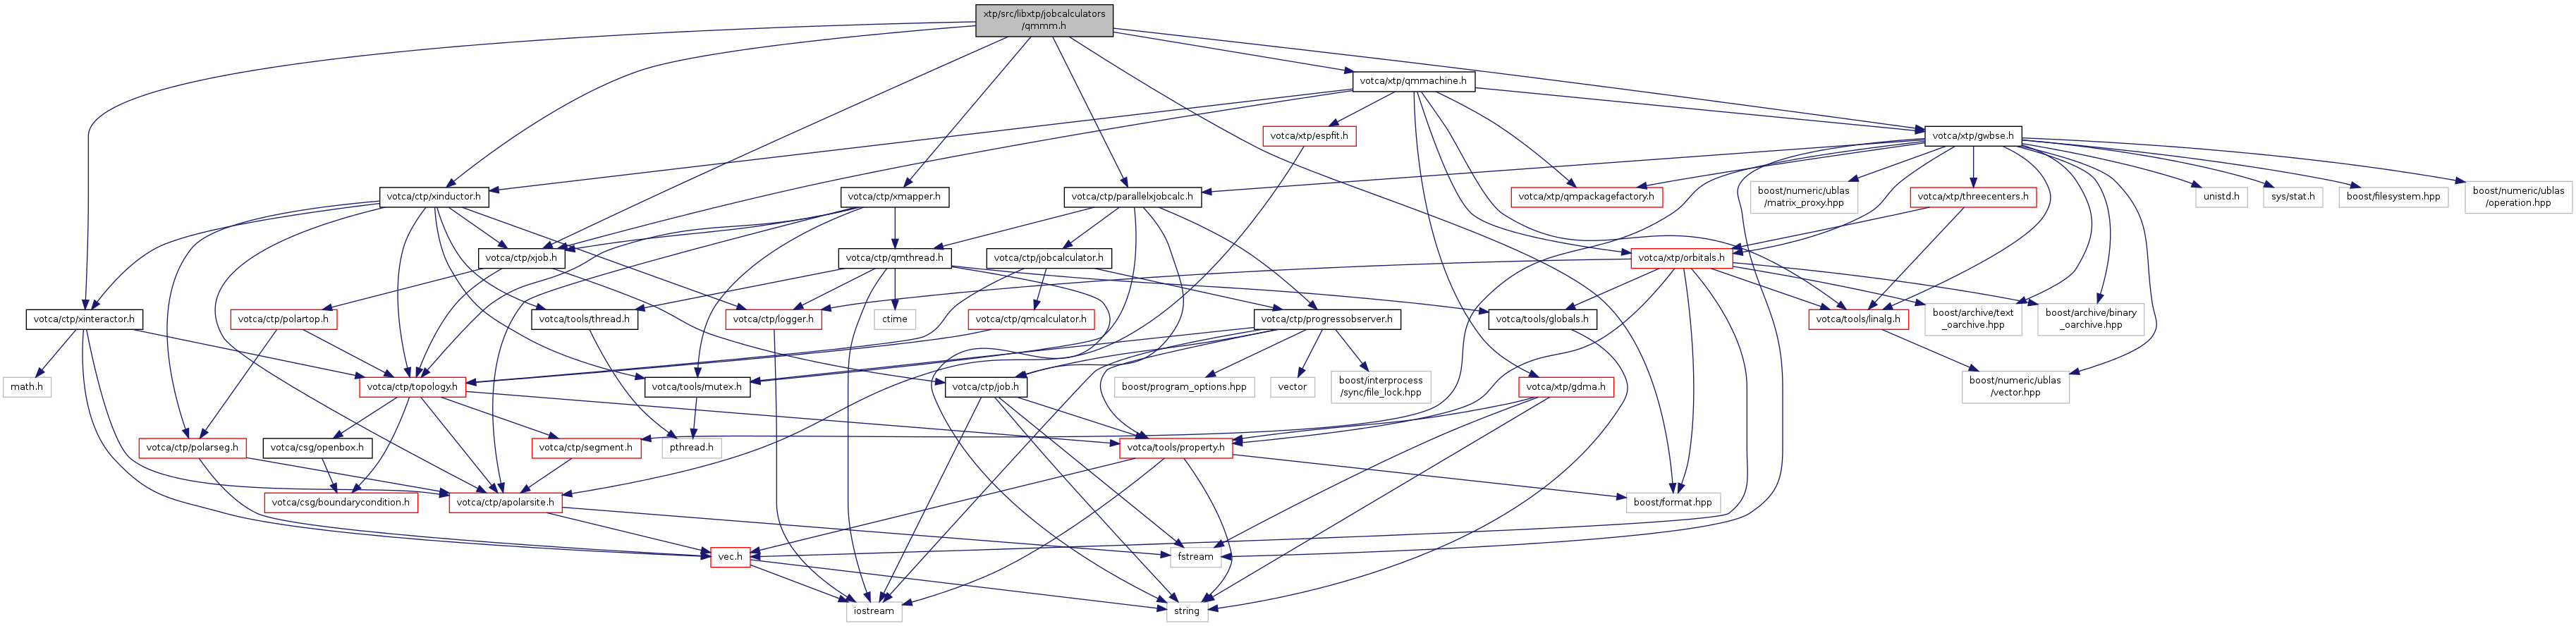 xtp/src/libxtp/jobcalculators
/qmmm.h
votca/xtp/qmmachine.h
votca/xtp/espfit.h
votca/xtp/gwbse.h
votca/ctp/xinductor.h
votca/ctp/xmapper.h
votca/ctp/parallelxjobcalc.h
votca/xtp/qmpackagefactory.h
boost/numeric/ublas
/matrix_proxy.hpp
votca/xtp/threecenters.h
unistd.h
sys/stat.h
boost/filesystem.hpp
boost/numeric/ublas
/operation.hpp
votca/ctp/xjob.h
votca/ctp/qmthread.h
votca/ctp/jobcalculator.h
votca/xtp/orbitals.h
votca/ctp/xinteractor.h
votca/ctp/polartop.h
votca/tools/thread.h
votca/ctp/logger.h
ctime
votca/ctp/qmcalculator.h
votca/ctp/progressobserver.h
votca/tools/globals.h
votca/tools/linalg.h
boost/archive/text
_oarchive.hpp
boost/archive/binary
_oarchive.hpp
math.h
votca/ctp/topology.h
votca/tools/mutex.h
votca/ctp/job.h
boost/program_options.hpp
vector
boost/interprocess
/sync/file_lock.hpp
votca/xtp/gdma.h
boost/numeric/ublas
/vector.hpp
votca/ctp/polarseg.h
votca/csg/openbox.h
votca/ctp/segment.h
pthread.h
votca/tools/property.h
votca/csg/boundarycondition.h
votca/ctp/apolarsite.h
boost/format.hpp
vec.h
fstream
iostream
string